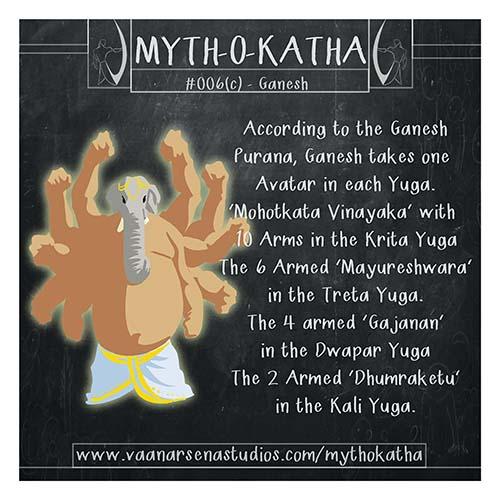 MYTH-O-KATHA
#006(c) - Ganesh
According to the Ganesh
Purana, Ganesh takes one
Avatar in each Yuga.
'Mohotkata Vinayaka' with
10 Arms in the Krita Yuga
The 6 Armed 'Mayureshwara'
in the Treta Yuga.
The 4 armed 'Gajanan'
in the Dwapar Yuga
The 2 Armed 'Dhumraketu'
in the Kali Yuga.
www.vaanarsenastudios.com/mythokatha